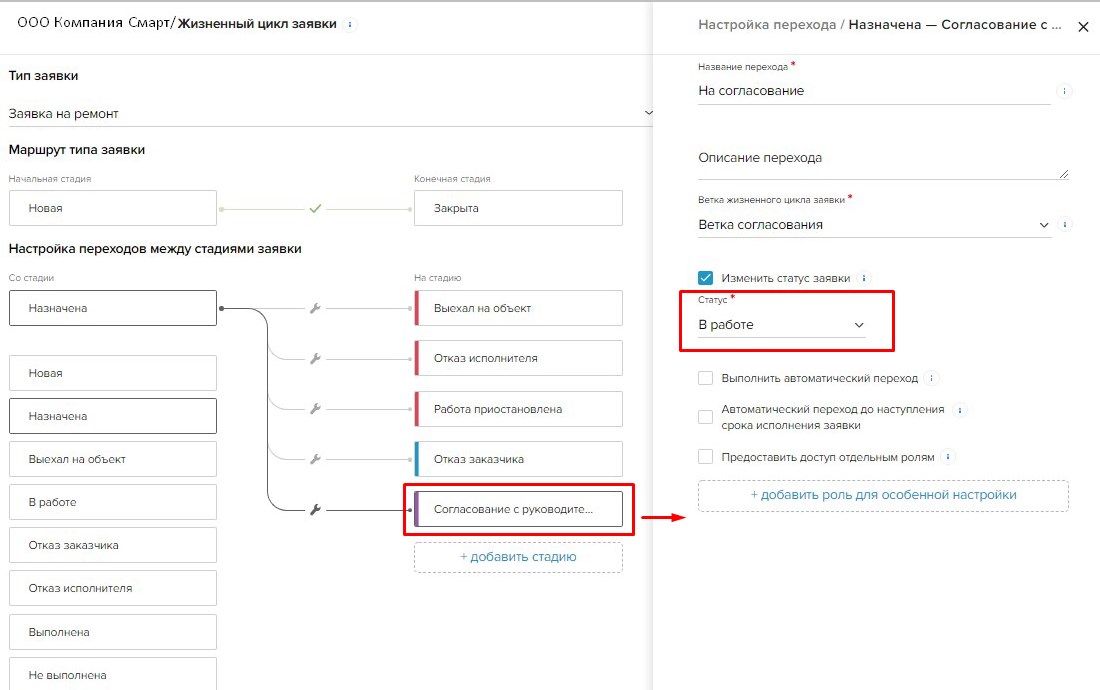 ООО Компания Смарт/Жизненный цикл заявки
Тип заявки
Заявка на ремонт
Маршрут типа заявки
Начальная стадия
Конечная стадия
Новая
Закрыта
Настройка переходов между стадиями заявки
Со стадии
На стадию
Назначена
Выехал на объект
Отказ исполнителя
Работа приостановлена
Отказ заказчика
Согласование с руководите...
+ добавить стадию
Новая
Назначена
Выехал на объект
В работе
Отказ заказчика
Отказ исполнителя
Выполнена
Не выполнена
Настройка перехода / Назначена — Согласование с ...
Название перехода *
На согласование
Описание перехода
Ветка жизненного цикла заявки *
Ветка согласования
Изменить статус заявки
Статус *
В работе
Выполнить автоматический переход
Автоматический переход до наступления
срока исполнения заявки
Предоставить доступ отдельным ролям
+ добавить роль для особенной настройки